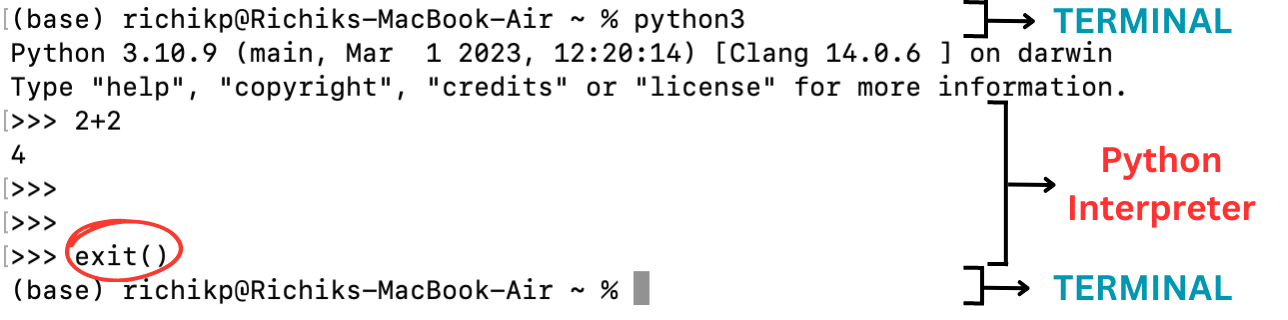 (base) richikp@Richiks-MacBook-Air ~ % python3
TERMINAL
Python 3.10.9 (main, Mar  1 2023, 12:20:14) [Clang 14.0.6 ] on darwin
Type "help", "copyright", "credits" or "license" for more information.
>>> 2+2
4
>>>
>>>
>>> exit()
Python
Interpreter
(base) richikp@Richiks-MacBook-Air ~ %
TERMINAL